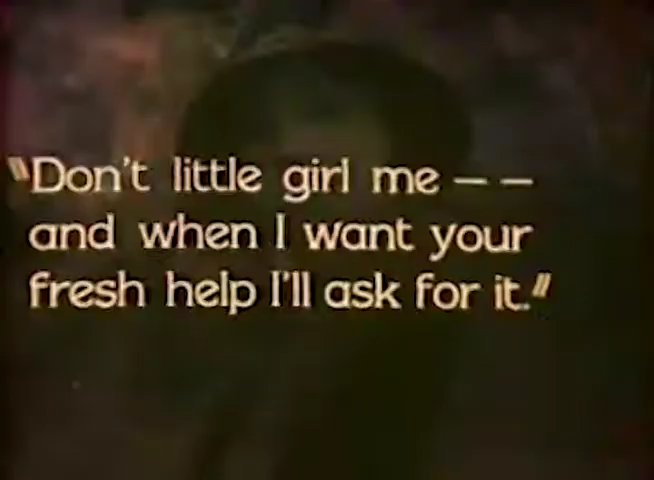 "Don't little girl me — —
and when I want your
fresh help I'll ask for it."